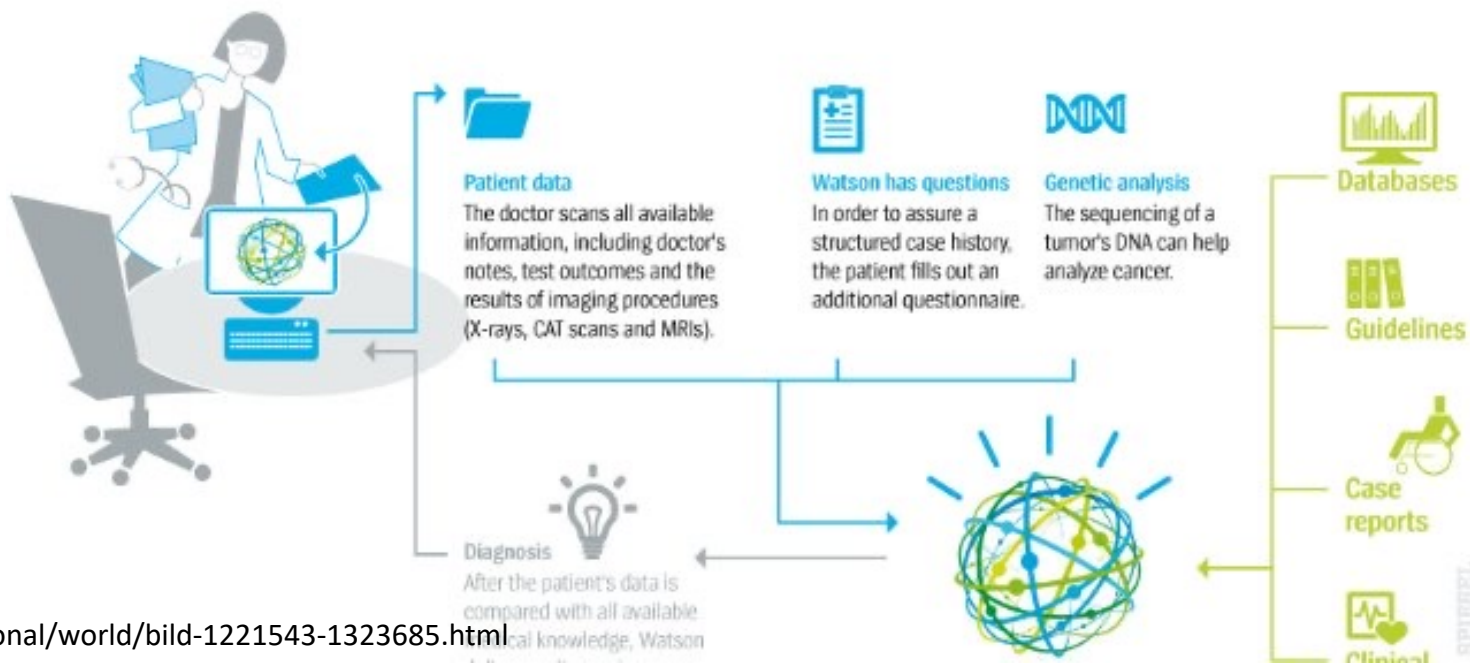 Patient data
The doctor scans all available
information, including doctor's
notes, test outcomes and the
results of imaging procedures
(X-rays, CAT scans and MRIs).
Watson has questions
In order to assure a
structured case history,
the patient fills out an
additional questionnaire.
Genetic analysis
The sequencing of a
tumor's DNA can help
analyze cancer.
Databases
Guidelines
Case
reports
Clinical
Diagnosis
After the patient's data is
compared with all available
knowledge, Watson
onal/world/bild-1221543-1323685.html
SPIEGEL